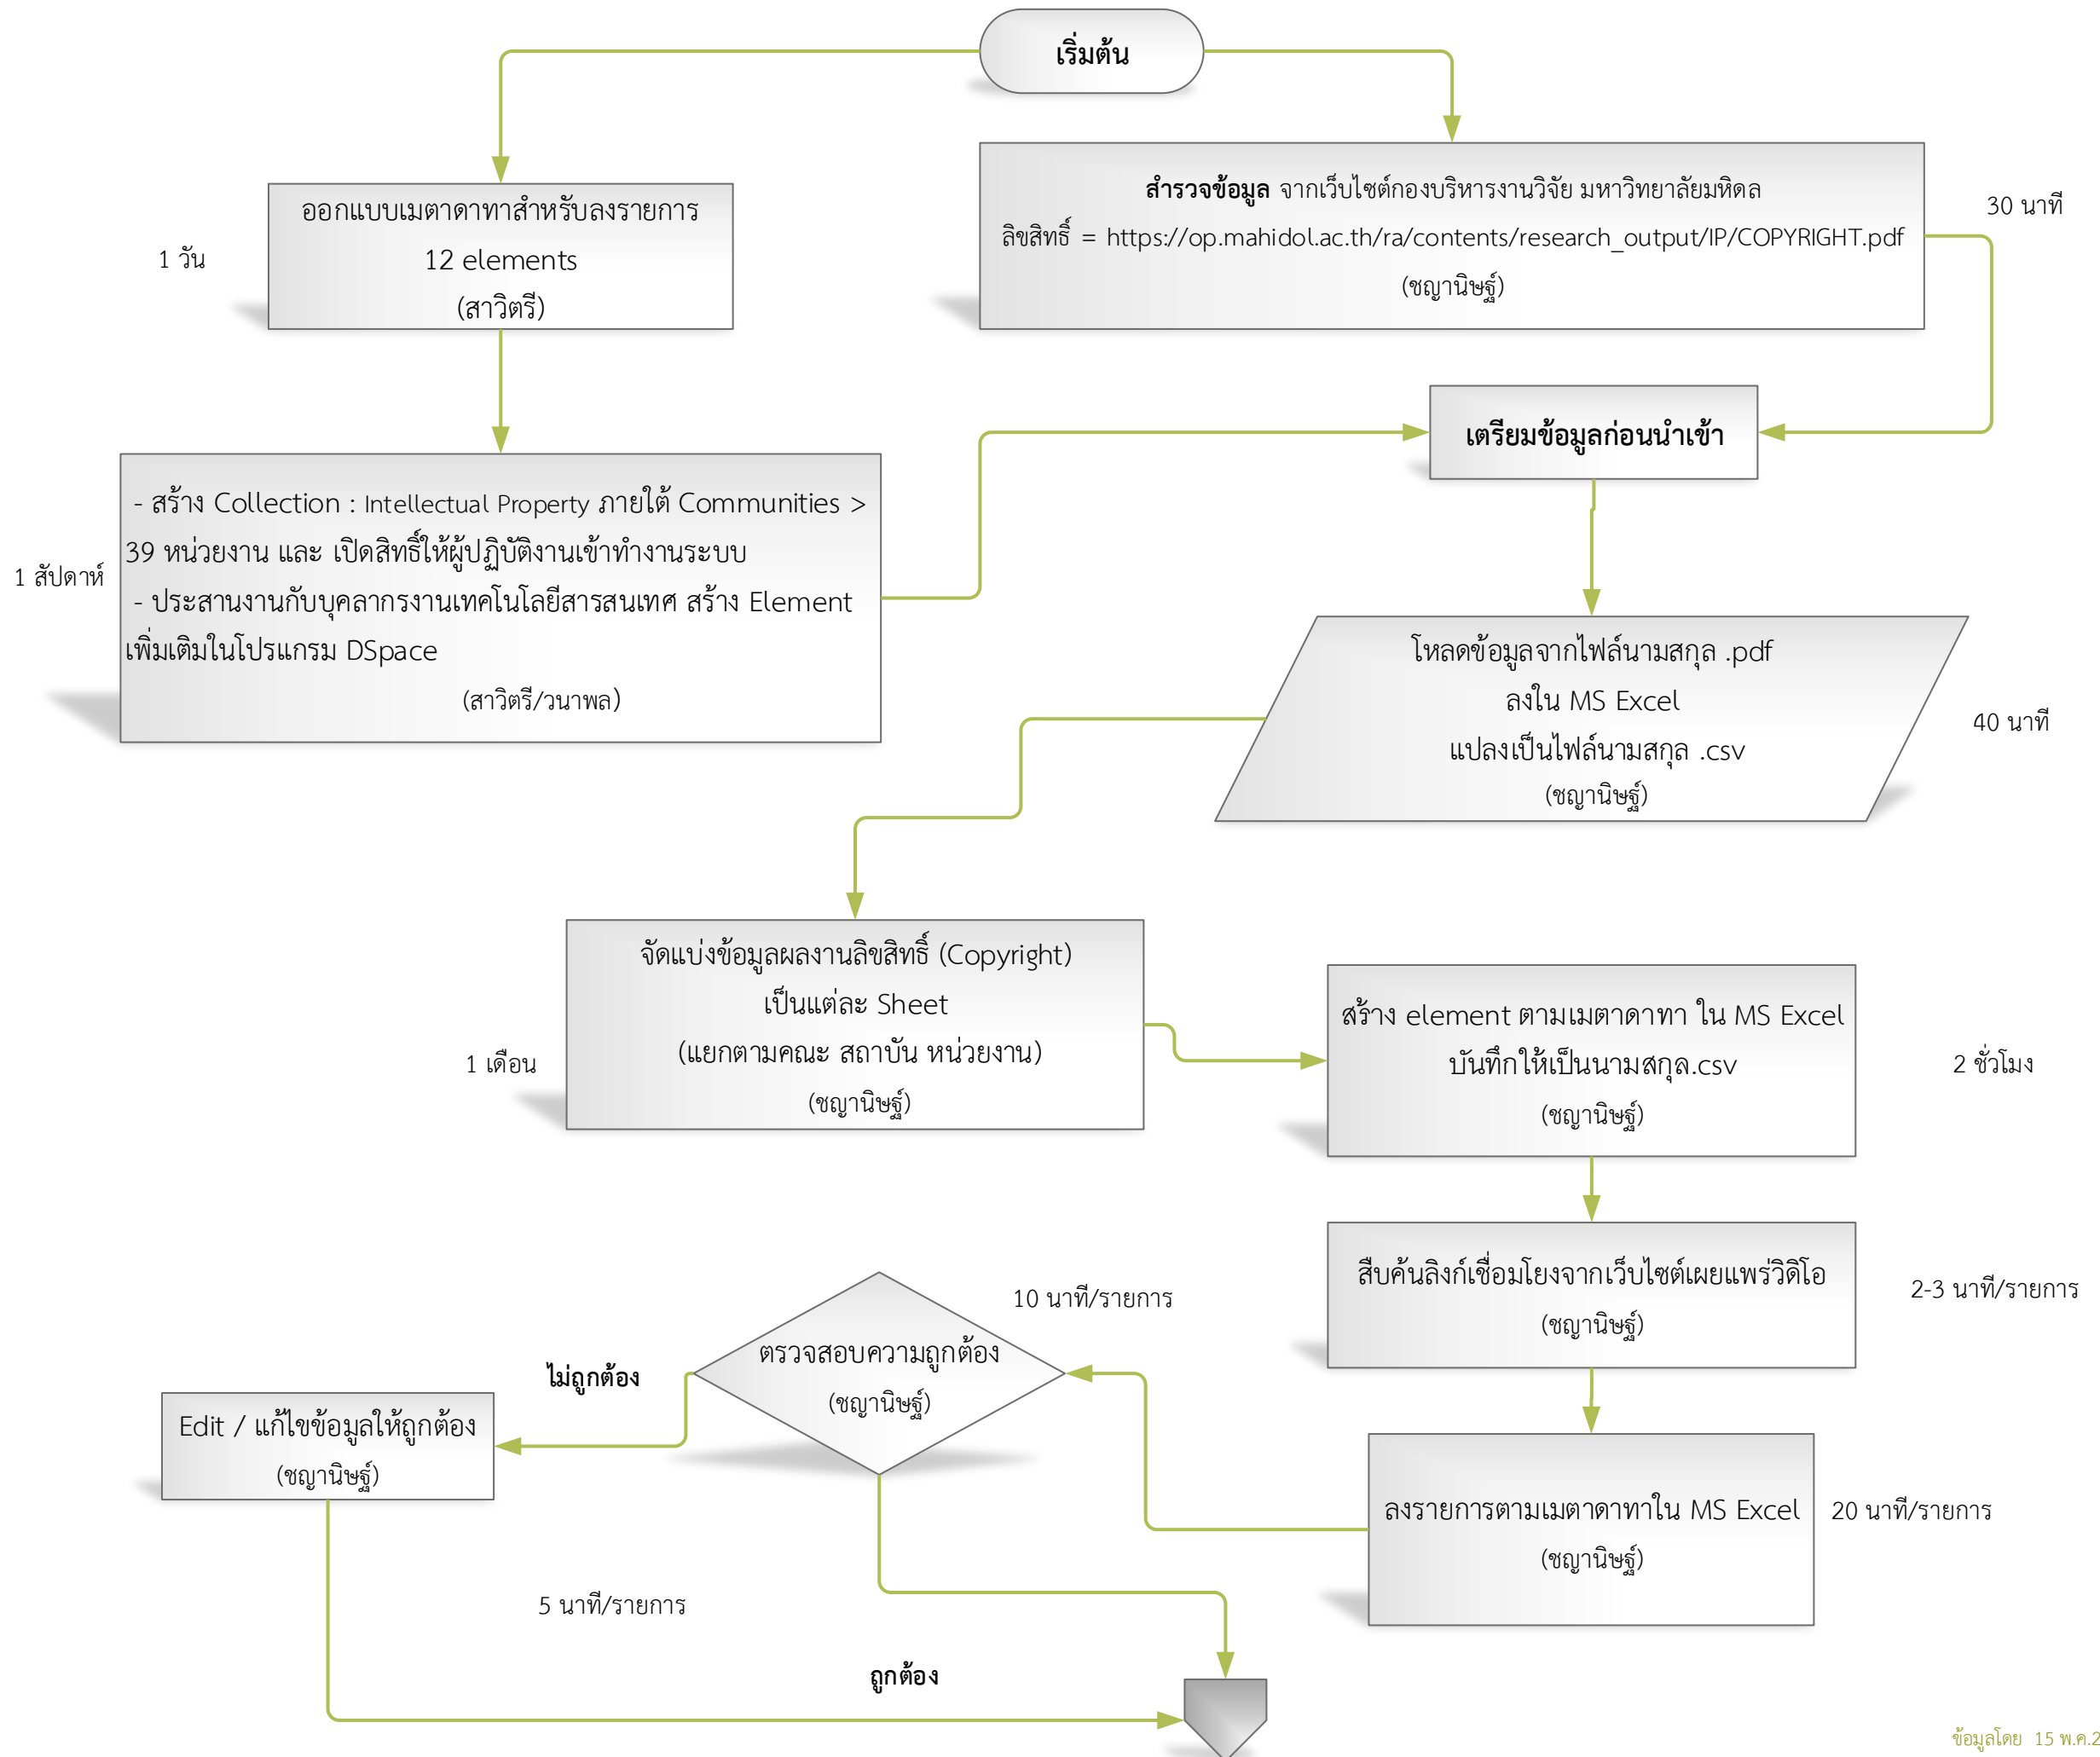 เริ่มต้น
ออกแบบเมตาดาทาสำหรับลงรายการ
12 elements
(สาวิตรี)
1 วัน
สำรวจข้อมูล จากเว็บไซต์กองบริหารงานวิจัย มหาวิทยาลัยมหิดล
ลิขสิทธิ์ = https://op.mahidol.ac.th/ra/contents/research_output/IP/COPYRIGHT.pdf
(ชญานิษฐ์)
30 นาที
- สร้าง Collection : Intellectual Property ภายใต้ Communities >
39 หน่วยงาน และ เปิดสิทธิ์ให้ผู้ปฏิบัติงานเข้าทำงานระบบ
- ประสานงานกับบุคลากรงานเทคโนโลยีสารสนเทศ สร้าง Element
เพิ่มเติมในโปรแกรม DSpace
(สาวิตรี/วนาพล)
1 สัปดาห์
เตรียมข้อมูลก่อนนำเข้า
โหลดข้อมูลจากไฟล์นามสกุล .pdf
ลงใน MS Excel
แปลงเป็นไฟล์นามสกุล .csv
(ชญานิษฐ์)
40 นาที
จัดแบ่งข้อมูลผลงานลิขสิทธิ์ (Copyright)
เป็นแต่ละ Sheet
(แยกตามคณะ สถาบัน หน่วยงาน)
(ชญานิษฐ์)
1 เดือน
สร้าง element ตามเมตาดาทา ใน MS Excel
บันทึกให้เป็นนามสกุล.csv
(ชญานิษฐ์)
2 ชั่วโมง
สืบค้นลิงก์เชื่อมโยงจากเว็บไซต์เผยแพร่วิดิโอ
(ชญานิษฐ์)
2-3 นาที/รายการ
ลงรายการตามเมตาดาทาใน MS Excel
(ชญานิษฐ์)
20 นาที/รายการ
10 นาที/รายการ
ตรวจสอบความถูกต้อง
(ชญานิษฐ์)
ไม่ถูกต้อง
Edit / แก้ไขข้อมูลให้ถูกต้อง
(ชญานิษฐ์)
5 นาที/รายการ
ถูกต้อง
ข้อมูลโดย 15 พ.ค.2